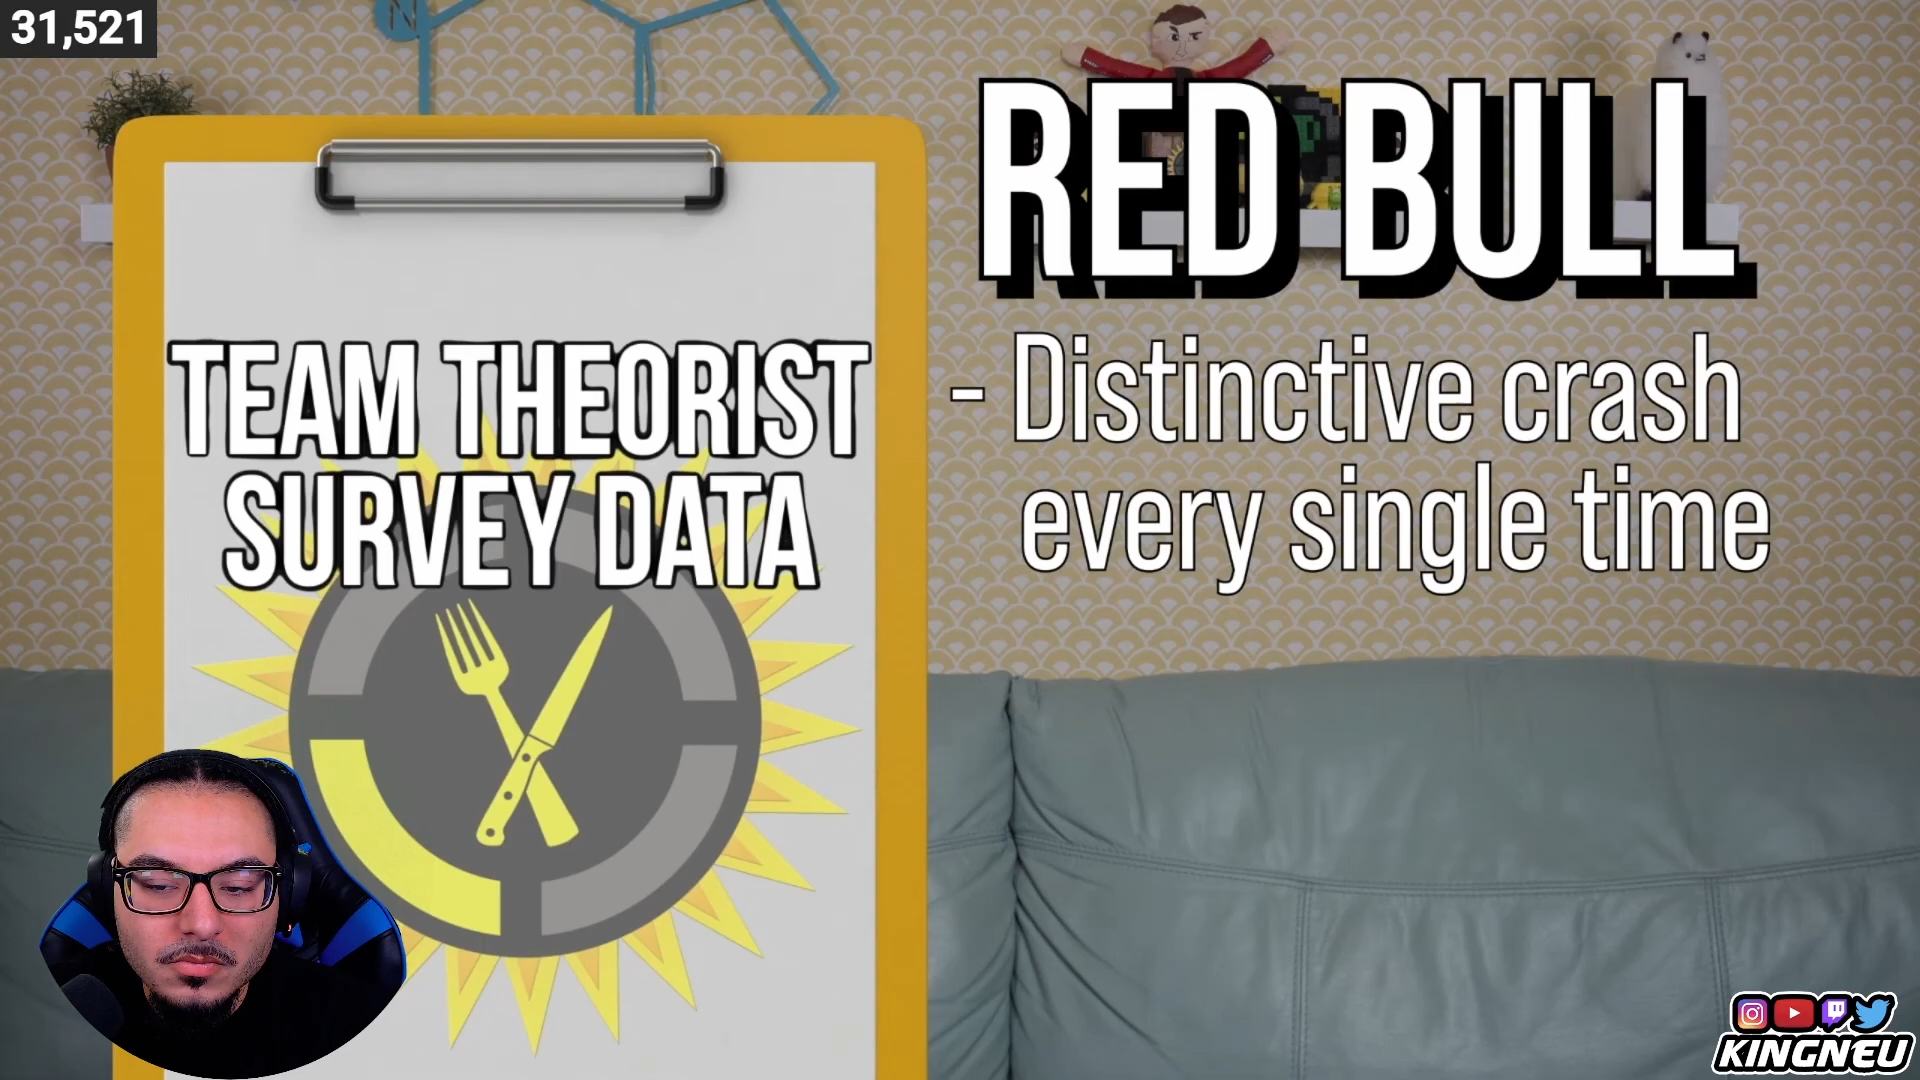 31,521
N
RED BULL
- Distinctive crash
every single time
TEAM THEORIST
SURVEY DATA
KINGNEU